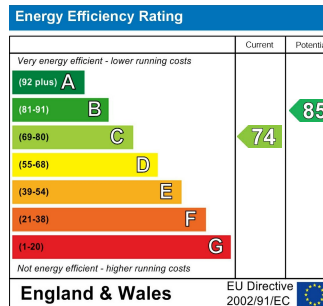 Energy Efficiency Rating
Current Potentia
Very energy efficient - lower running costs
(92 plus) A
(81-91) B
85
(69-80) C
74
(55-68) D
(39-54) E
(21-38) F
(1-20) G
Not energy efficient - higher running costs
England & Wales
EU Directive
2002/91/EC